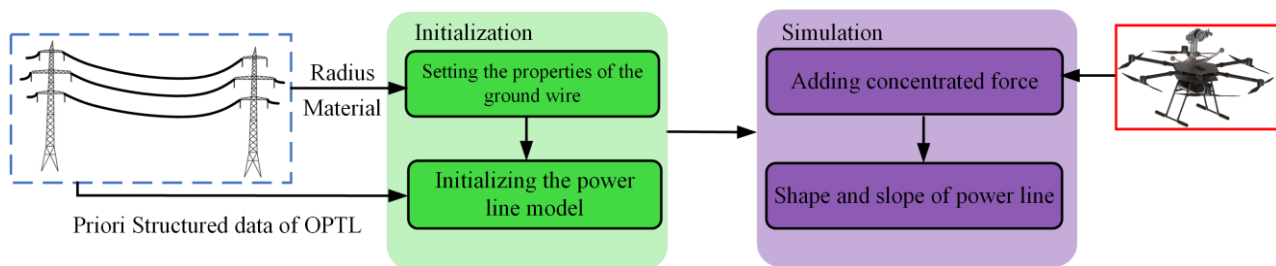 Radius
Material
Priori Structured data of OPTL
Initialization
Setting the properties of the
ground wire
Initializing the power
line model
Simulation
Adding concentrated force
Shape and slope of power line